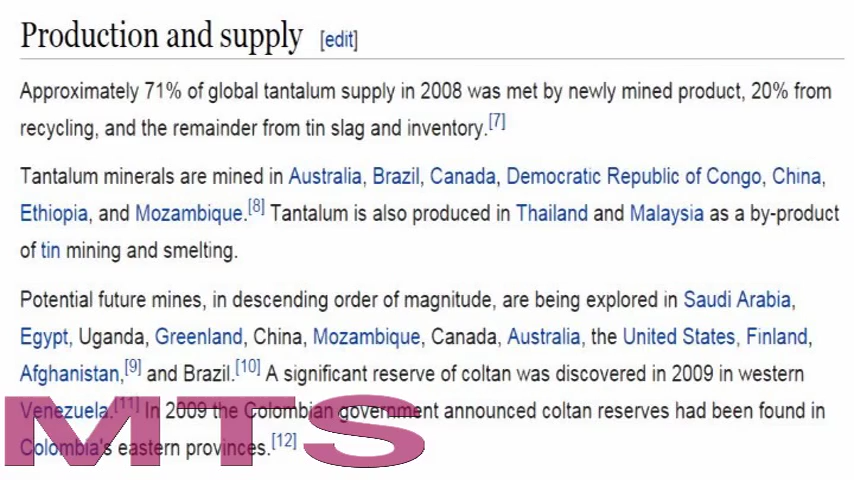 Production and supply [edit]
Approximately 71% of global tantalum supply in 2008 was met by newly mined product, 20% from
recycling, and the remainder from tin slag and inventory.[7]
Tantalum minerals are mined in Australia, Brazil, Canada, Democratic Republic of Congo, China,
Ethiopia, and Mozambique.[8] Tantalum is also produced in Thailand and Malaysia as a by-product
of tin mining and smelting.
Potential future mines, in descending order of magnitude, are being explored in Saudi Arabia,
Egypt, Uganda, Greenland, China, Mozambique, Canada, Australia, the United States, Finland,
Afghanistan,[9] and Brazil.[10] A significant reserve of coltan was discovered in 2009 in western
Venezuela.[11] In 2009 the Colombian government announced coltan reserves had been found in
Colombia's eastern provinces.[12]
MTS